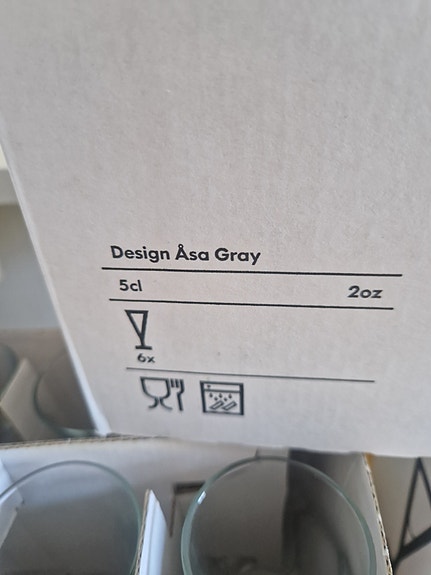 Design Åsa Gray
5cl 2oz
6x